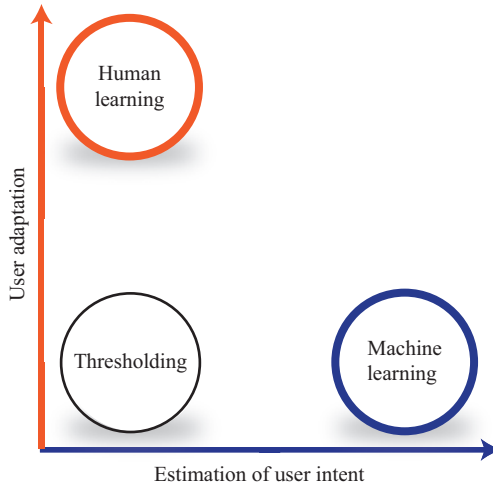 Human
learning
User adaptation
Thresholding
Machine
learning
Estimation of user intent